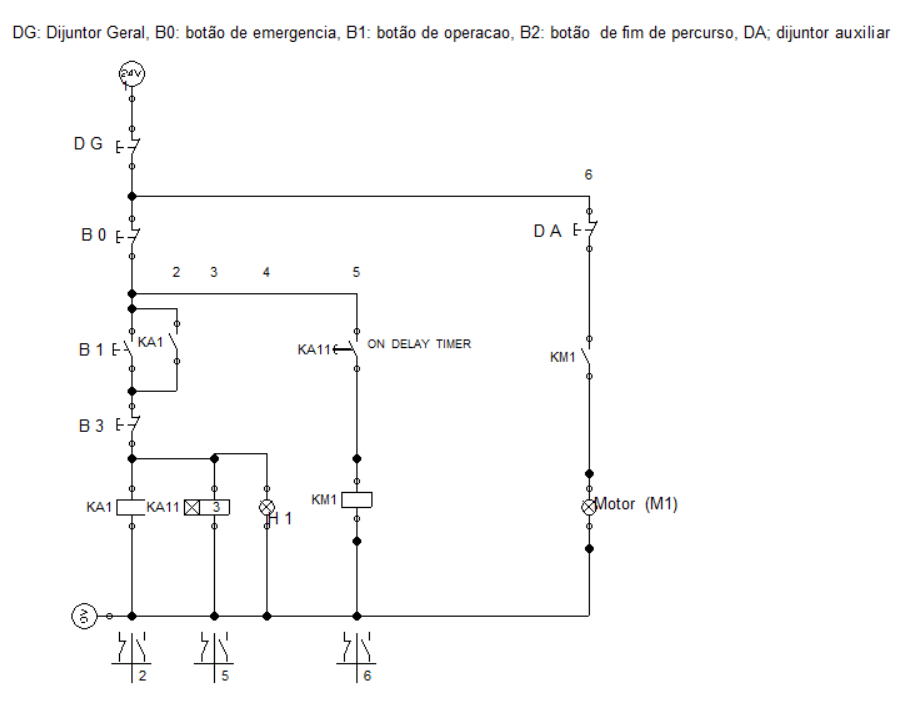 DG: Dijuntor Geral, B0: botão de emergencia, B1: botão de operacao, B2: botão de fim de percurso, DA; dijuntor auxiliar
24V
1
D G
6
B 0
D A
2 3 4 5
B 1
KA1
KA11
ON DELAY TIMER
KM1
B 3
KA1
KA11
3
H 1
KM1
Motor (M1)
0V
2 5 6